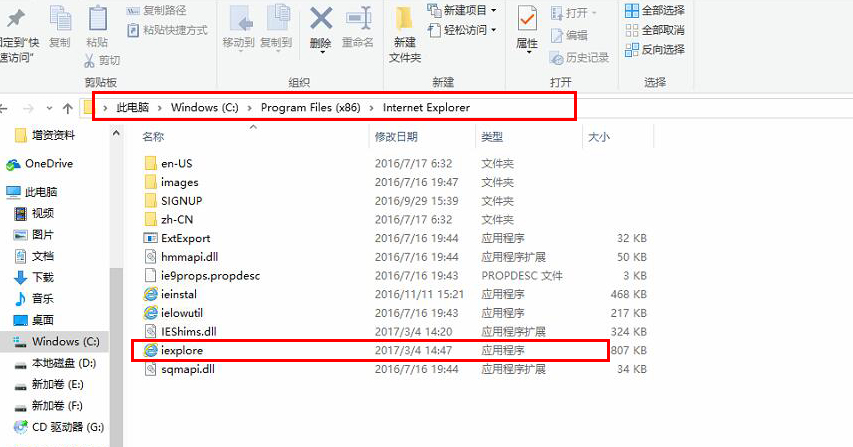 复制路径
粘贴快捷方式
固定到"快
速访问"
复制
粘贴
剪切
移动到
复制到
删除
重命名
新建
文件夹
新建项目
轻松访问
属性
打开
编辑
历史记录
全部选择
全部取消
反向选择
剪贴板
组织
新建
打开
选择
此电脑 > Windows (C:) > Program Files (x86) > Internet Explorer
增资资料
OneDrive
此电脑
视频
图片
文档
下载
音乐
桌面
Windows (C:)
本地磁盘 (D:)
新加卷 (E:)
新加卷 (F:)
CD 驱动器 (G:)
名称 修改日期 类型 大小
en-US 2016/7/17 6:32 文件夹
images 2016/7/16 19:47 文件夹
SIGNUP 2016/9/29 15:39 文件夹
zh-CN 2016/7/17 6:32 文件夹
ExtExport 2016/7/16 19:44 应用程序 32 KB
hmmapi.dll 2016/7/16 19:44 应用程序扩展 50 KB
ie9props.propdesc 2016/7/16 19:43 PROPDESC 文件 3 KB
ieinstal 2016/11/11 15:21 应用程序 468 KB
ielowutil 2016/7/16 19:43 应用程序 217 KB
IEShims.dll 2017/3/4 14:20 应用程序扩展 324 KB
iexplore 2017/3/4 14:47 应用程序 807 KB
sqmapi.dll 2016/7/16 19:44 应用程序扩展 34 KB